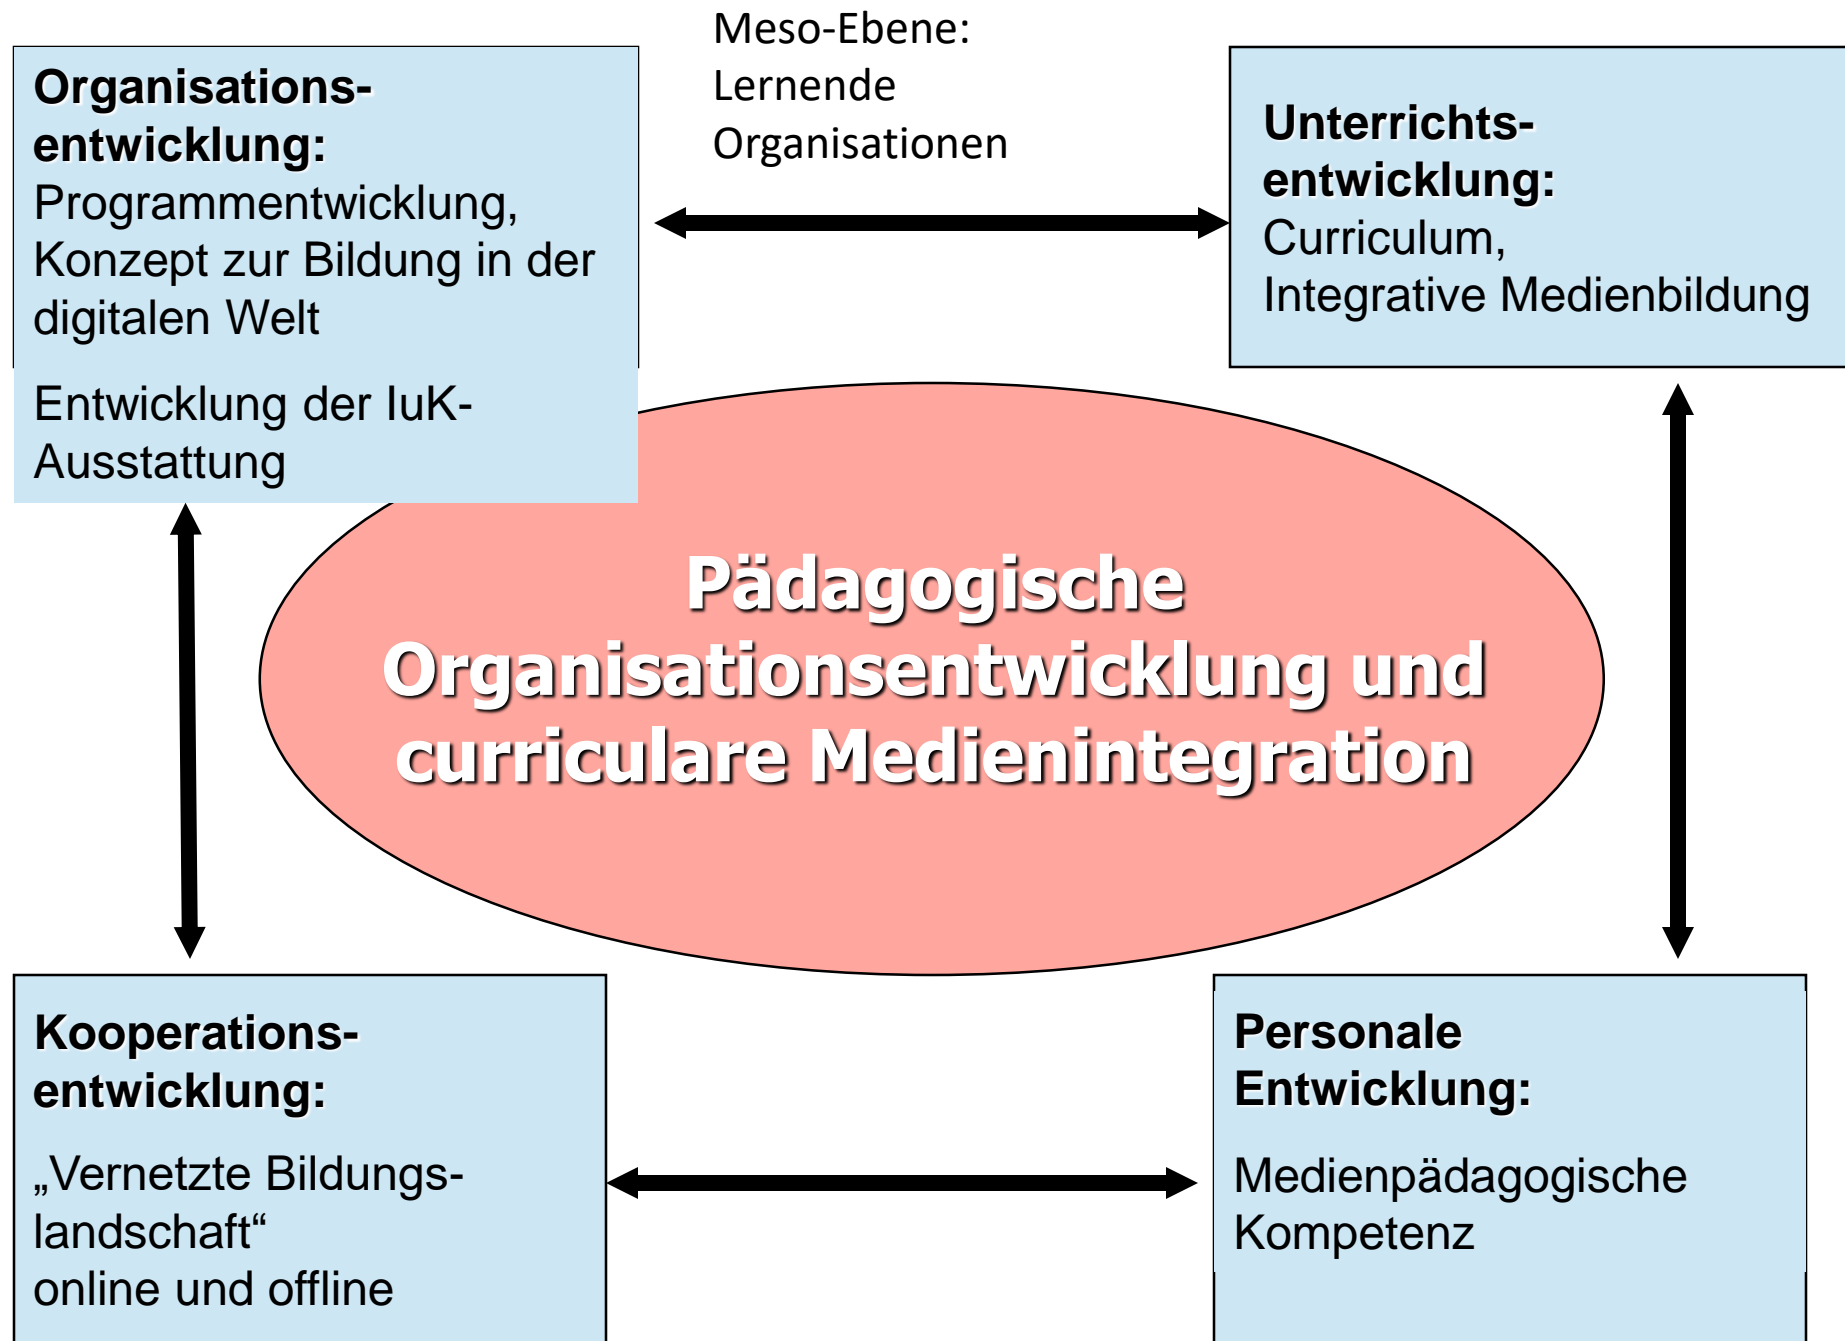 Meso-Ebene:
Lernende
Organisationen
Organisations-
entwicklung:
Programmentwicklung,
Konzept zur Bildung in der
digitalen Welt
Entwicklung der IuK-
Ausstattung
Unterrichts-
entwicklung:
Curriculum,
Integrative Medienbildung
Pädagogische
Organisationsentwicklung und
curriculare Medienintegration
Kooperations-
entwicklung:
„Vernetzte Bildungs-
landschaft“
online und offline
Personale
Entwicklung:
Medienpädagogische
Kompetenz